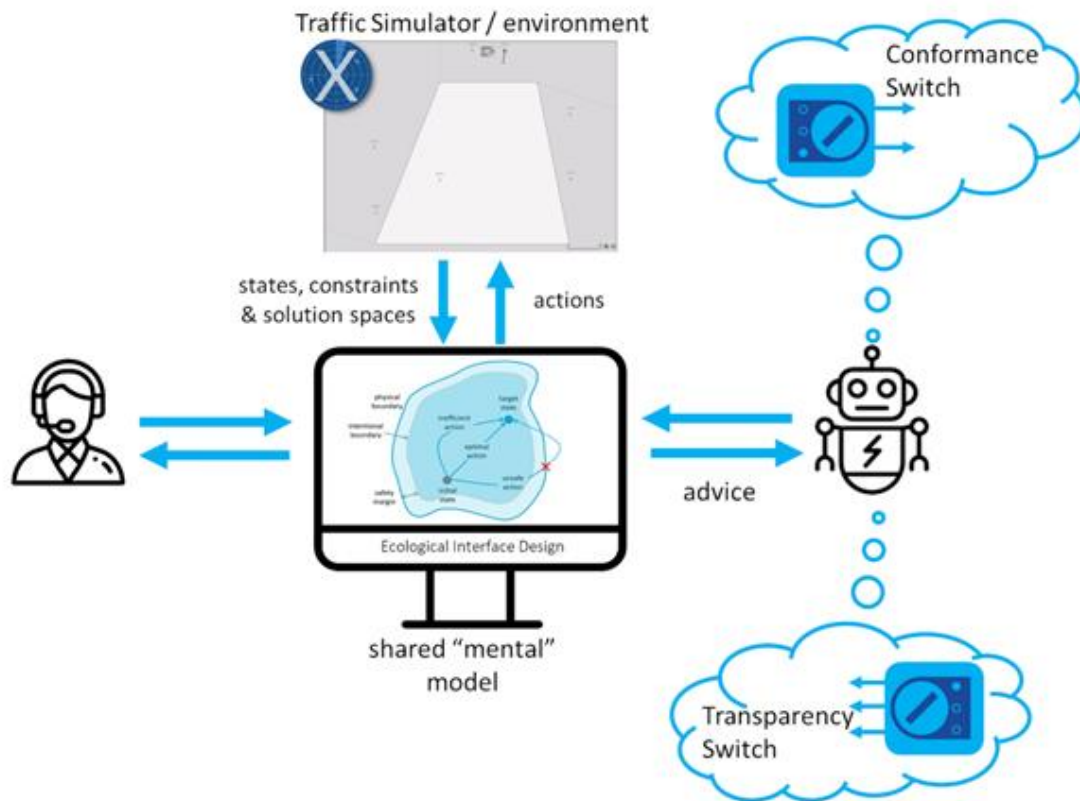 Traffic Simulator / environment
Conformance
Switch
states, constraints
& solution spaces
actions
physical
boundary
intentional
boundary
safety
margin
inefficient
action
optimal
action
target
state
unsafe
action
initial
state
Ecological Interface Design
shared “mental”
model
advice
Transparency
Switch